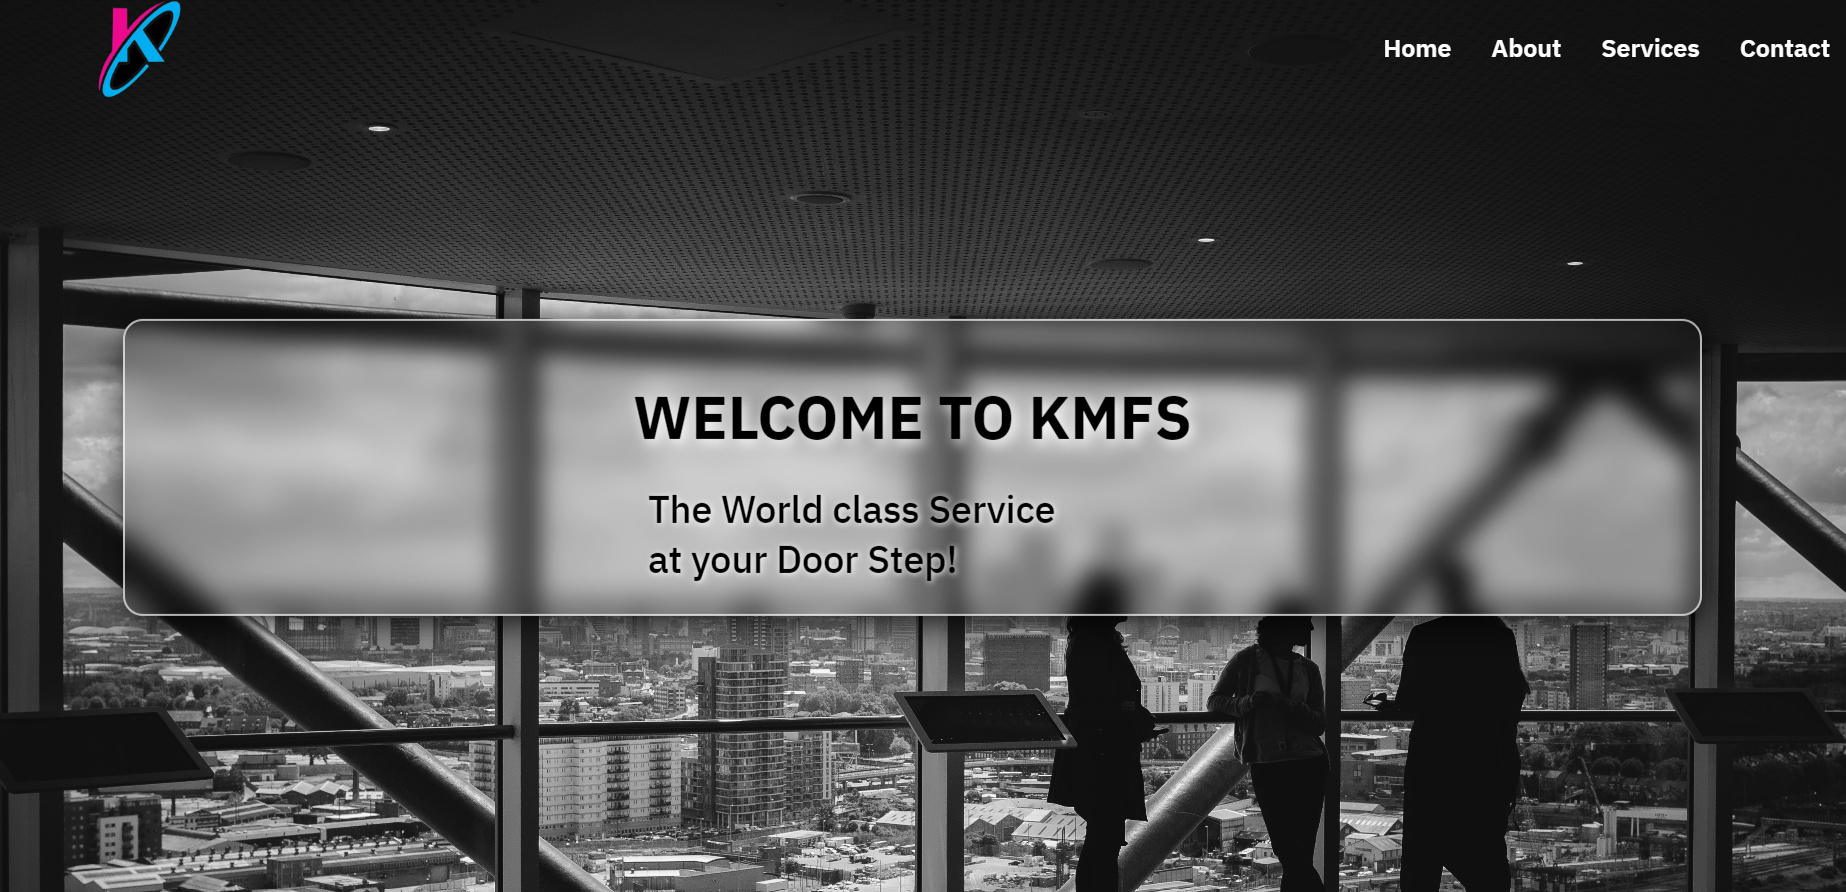 K
Home About Services Contact
WELCOME TO KMFS
The World class Service
at your Door Step!